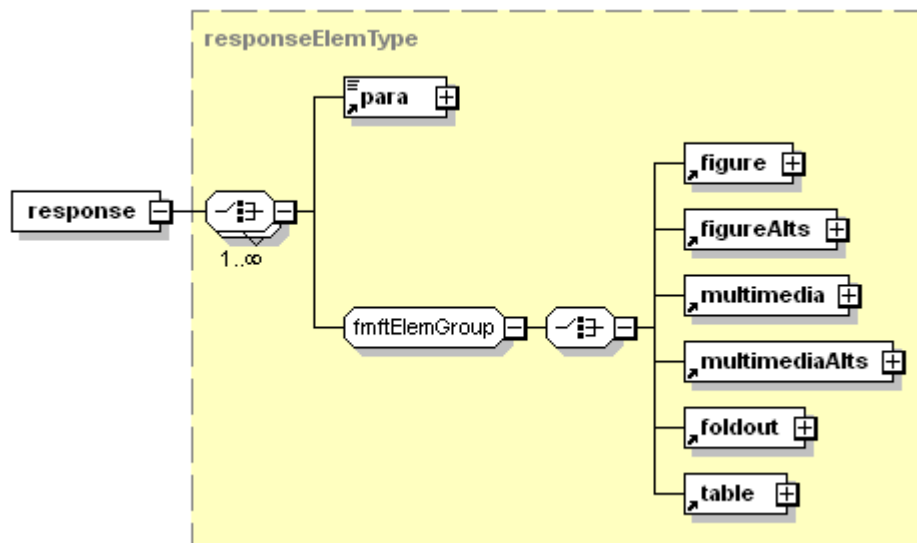 responseElemType
para
figure
response
figureAlts
1..∞
multimedia
fmftElemGroup
multimediaAlts
foldout
table